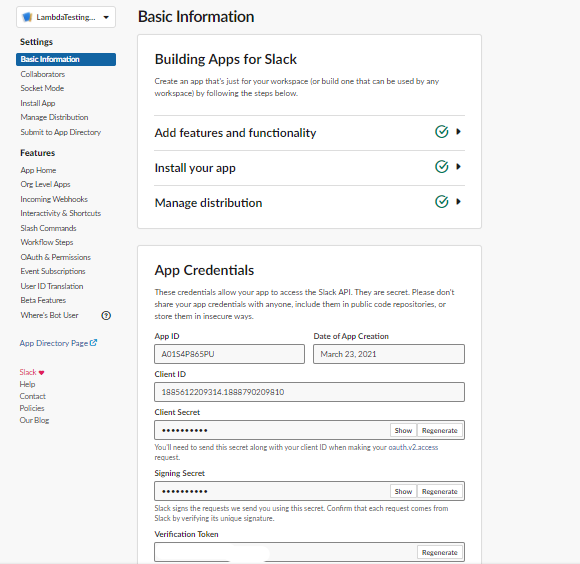 LambdaTesting...
Basic Information
Settings
Basic Information
Collaborators
Socket Mode
Install App
Manage Distribution
Submit to App Directory
Features
App Home
Org Level Apps
Incoming Webhooks
Interactivity & Shortcuts
Slash Commands
Workflow Steps
OAuth & Permissions
Event Subscriptions
User ID Translation
Beta Features
Where's Bot User
App Directory Page
Slack
Help
Contact
Policies
Our Blog
Building Apps for Slack
Create an app that's just for your workspace (or build one that can be used by any
workspace) by following the steps below.
Add features and functionality
Install your app
Manage distribution
App Credentials
These credentials allow your app to access the Slack API. They are secret. Please don't
share your app credentials with anyone, include them in public code repositories, or
store them in insecure ways.
App ID Date of App Creation
A01S4P865PU March 23, 2021
Client ID
1885612209314.1888790209810
Client Secret
•••••••••• Show Regenerate
You'll need to send this secret along with your client ID when making your oauth.v2.access
request.
Signing Secret
•••••••••• Show Regenerate
Slack signs the requests we send you using this secret. Confirm that each request comes from
Slack by verifying its unique signature.
Verification Token
Regenerate